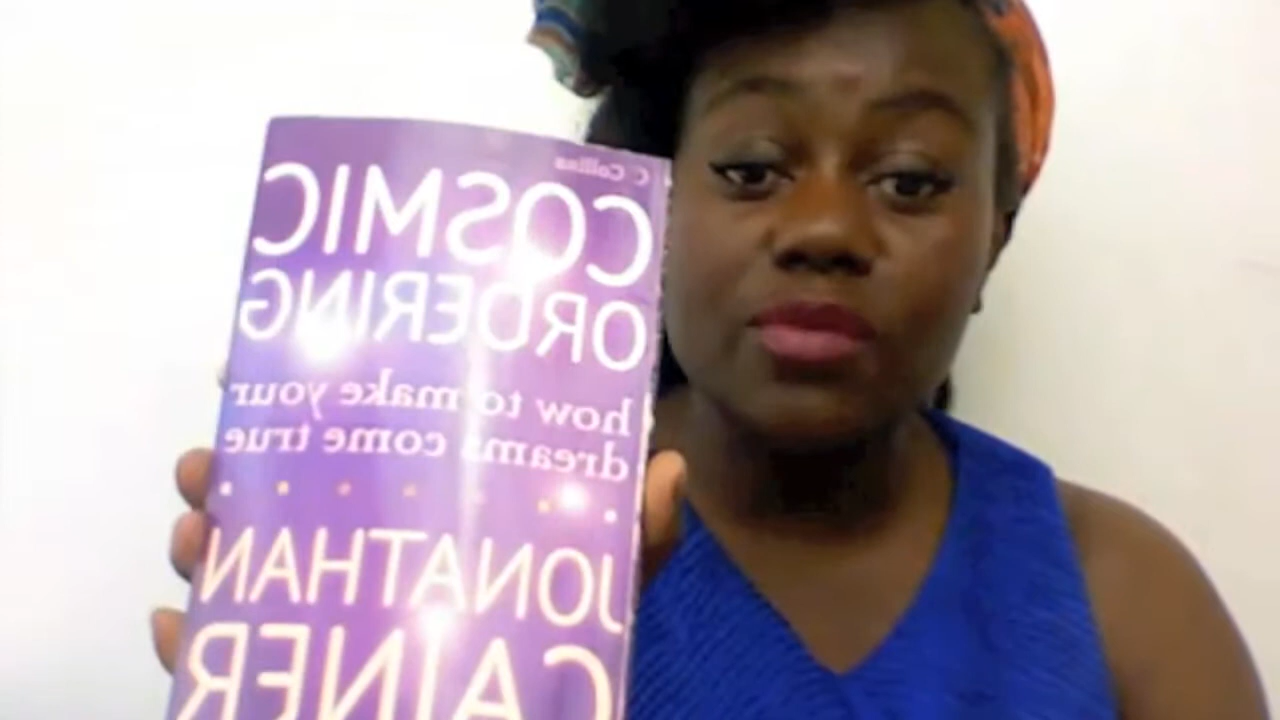 C Collins
COSMIC
ORDERING
how to make your
dreams come true
JONATHAN
CAINER